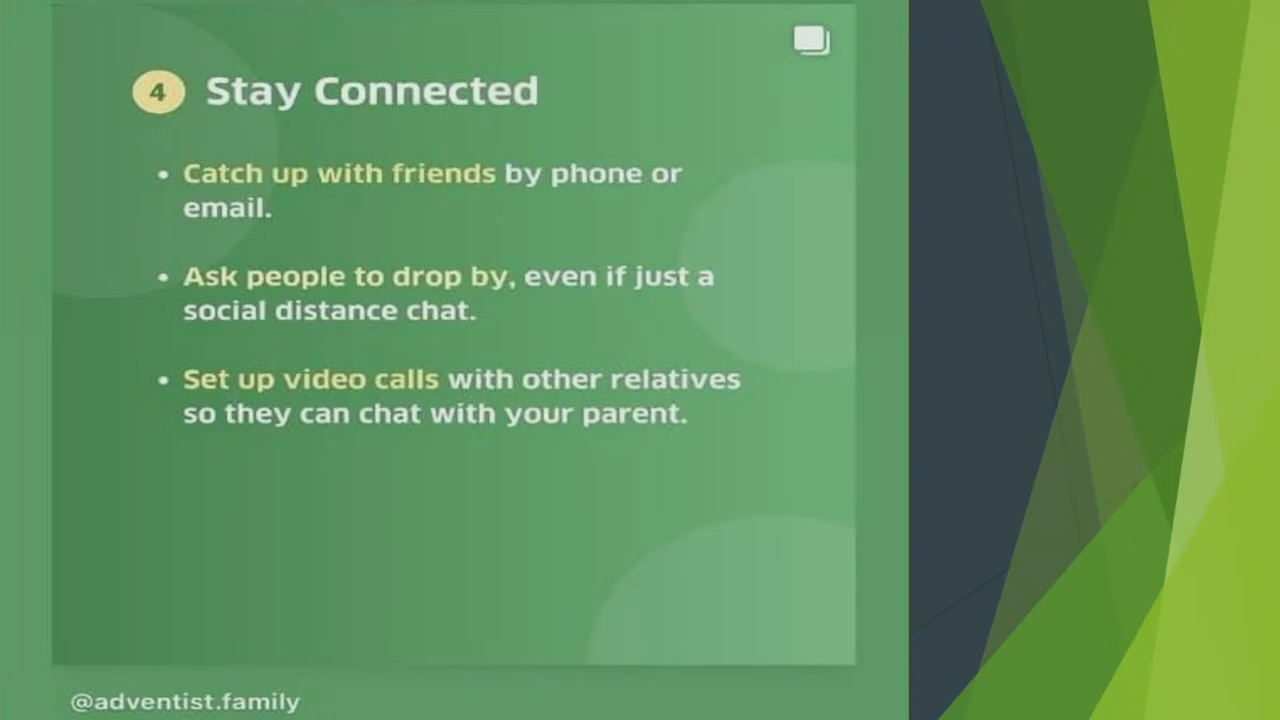 4 Stay Connected
• Catch up with friends by phone or
email.
• Ask people to drop by, even if just a
social distance chat.
• Set up video calls with other relatives
so they can chat with your parent.
@adventist.family